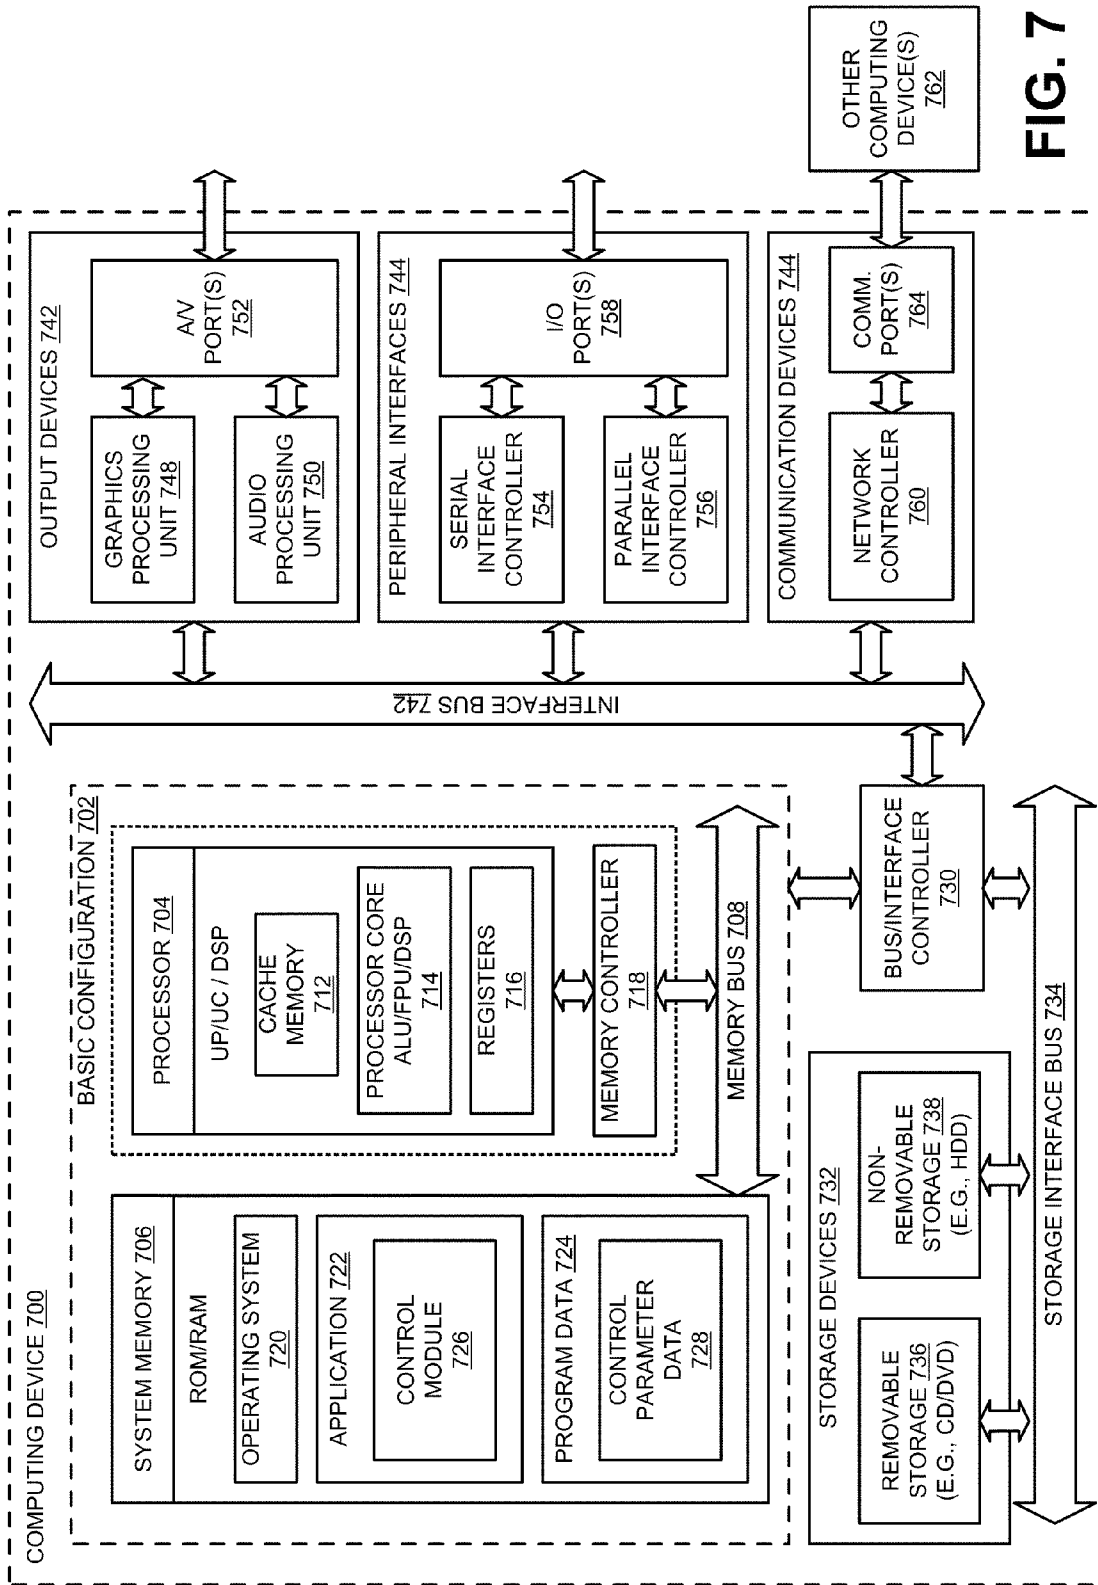 COMPUTING DEVICE 700
BASIC CONFIGURATION 702
SYSTEM MEMORY 706
ROM/RAM
OPERATING SYSTEM
720
APPLICATION 722
CONTROL
MODULE
726
PROGRAM DATA 724
CONTROL
PARAMETER
DATA
728
PROCESSOR 704
UP/UC / DSP
CACHE
MEMORY
712
PROCESSOR CORE
ALU/FPU/DSP
714
REGISTERS
716
MEMORY CONTROLLER
718
MEMORY BUS 708
BUS/INTERFACE
CONTROLLER
730
STORAGE DEVICES 732
REMOVABLE
STORAGE 736
(E.G., CD/DVD)
NON-
REMOVABLE
STORAGE 738
(E.G., HDD)
STORAGE INTERFACE BUS 734
INTERFACE BUS 742
OUTPUT DEVICES 742
GRAPHICS
PROCESSING
UNIT 748
AUDIO
PROCESSING
UNIT 750
A/V
PORT(S)
752
PERIPHERAL INTERFACES 744
SERIAL
INTERFACE
CONTROLLER
754
PARALLEL
INTERFACE
CONTROLLER
756
I/O
PORT(S)
758
COMMUNICATION DEVICES 744
NETWORK
CONTROLLER
760
COMM.
PORT(S)
764
OTHER
COMPUTING
DEVICE(S)
762
FIG. 7